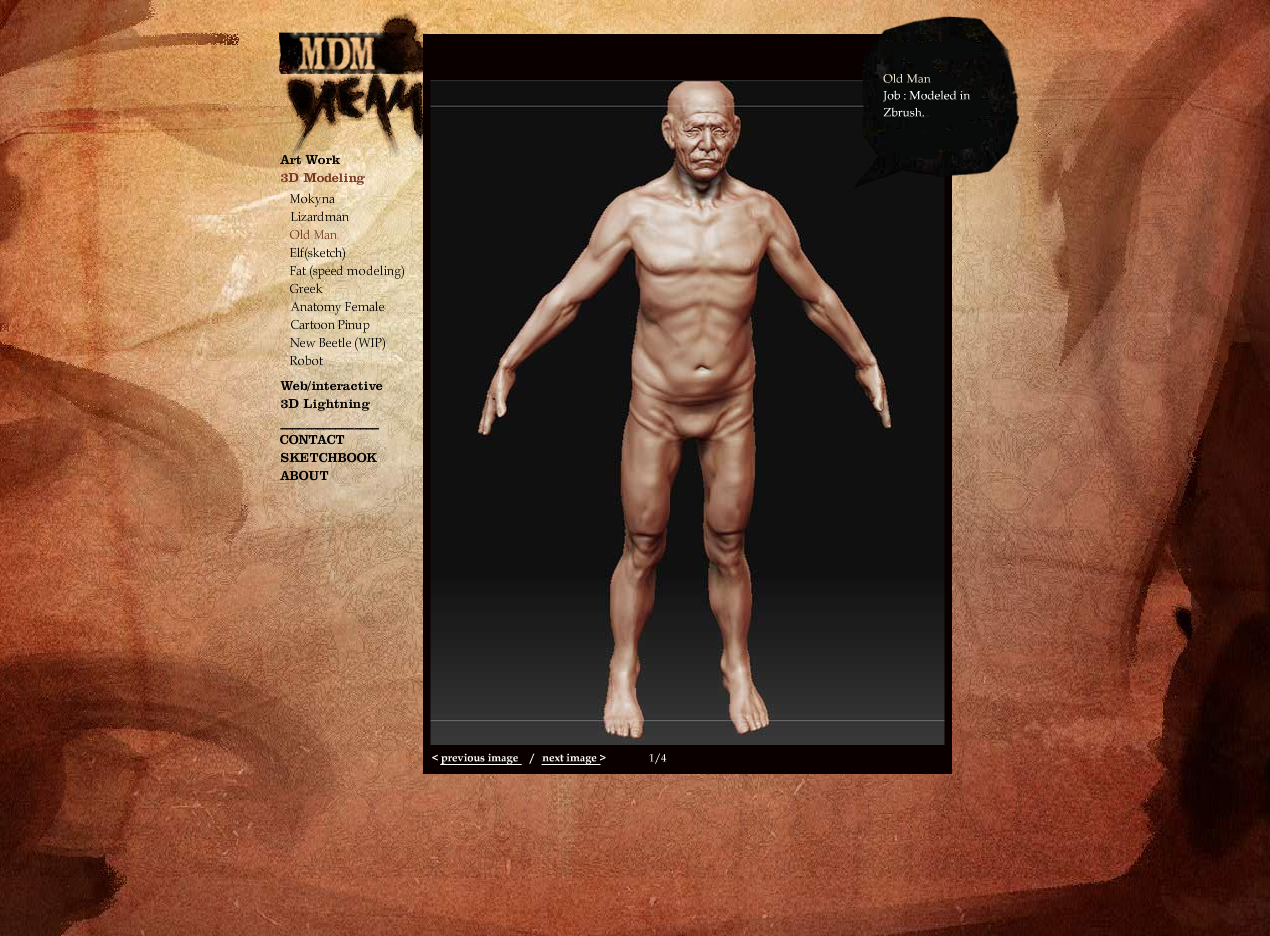 MDM
DREAM
Old Man
Job : Modeled in
Zbrush.
Art Work
3D Modeling
Mokyna
Lizardman
Old Man
Elf(sketch)
Fat (speed modeling)
Greek
Anatomy Female
Cartoon Pinup
New Beetle (WIP)
Robot
Web/interactive
3D Lightning
CONTACT
SKETCHBOOK
ABOUT
< previous image / next image > 1/4